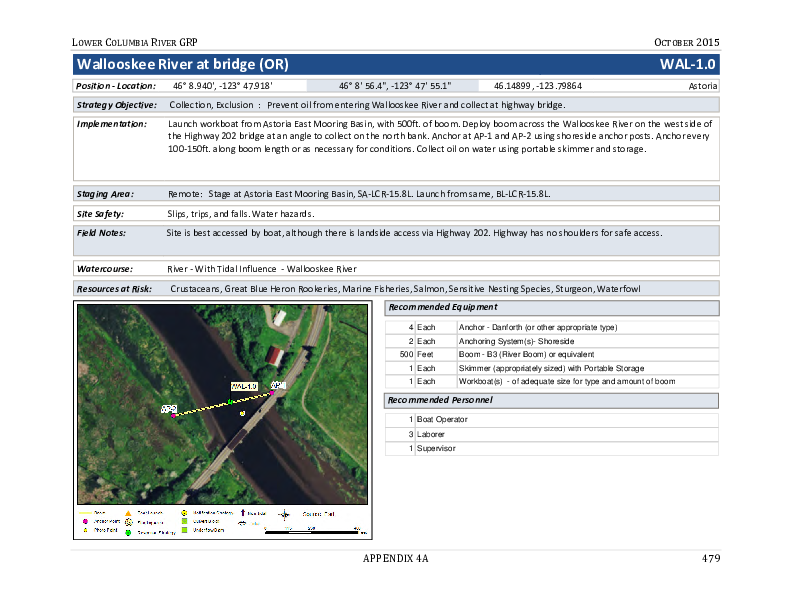 LOWER COLUMBIA RIVER GRP OCTOBER 2015
Wallooskee River at bridge (OR) WAL-1.0
Position - Location: 46° 8.940', -123° 47.918' 46° 8' 56.4", -123° 47' 55.1" 46.14899 , -123.79864 Astoria
Strategy Objective: Collection, Exclusion : Prevent oil from entering Wallooskee River and collect at highway bridge.
Implementation: Launch workboat from Astoria East Mooring Basin, with 500ft. of boom. Deploy boom across the Wallooskee River on the west side of
the Highway 202 bridge at an angle to collect on the north bank. Anchor at AP-1 and AP-2 using shoreside anchor posts. Anchor every
100-150ft. along boom length or as necessary for conditions. Collect oil on water using portable skimmer and storage.
Staging Area: Remote: Stage at Astoria East Mooring Basin, SA-LCR-15.8L. Launch from same, BL-LCR-15.8L.
Site Safety: Slips, trips, and falls. Water hazards.
Field Notes: Site is best accessed by boat, although there is landside access via Highway 202. Highway has no shoulders for safe access.
Watercourse: River - With Tidal Influence - Wallooskee River
Resources at Risk: Crustaceans, Great Blue Heron Rookeries, Marine Fisheries, Salmon, Sensitive Nesting Species, Sturgeon, Waterfowl
WAL-1.0
AP-2
Recommended Equipment
4 Each Anchor - Danforth (or other appropriate type)
2 Each Anchoring System(s)- Shoreside
500 Feet Boom - B3 (River Boom) or equivalent
1 Each Skimmer (appropriately sized) with Portable Storage
1 Each Workboat(s) - of adequate size for type and amount of boom
Recommended Personnel
1 Boat Operator
3 Laborer
1 Supervisor
APPENDIX 4A 479